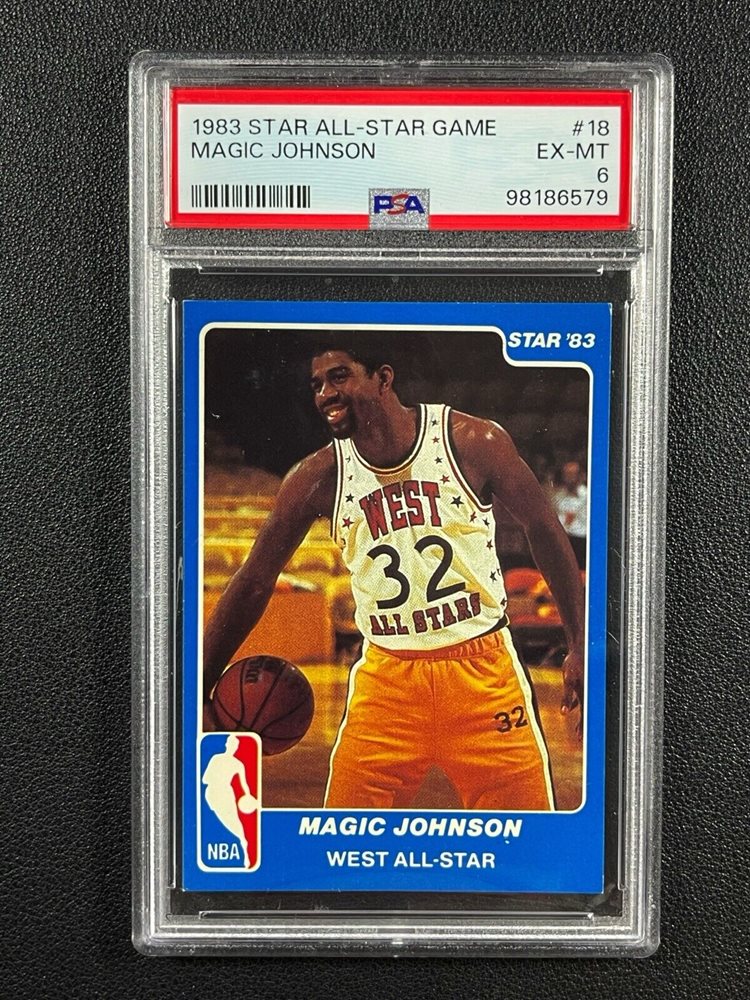 1983 STAR ALL-STAR GAME #18
MAGIC JOHNSON EX-MT
6
PSA 98186579
STAR '83
WEST
32
ALL STARS
32
NBA
MAGIC JOHNSON
WEST ALL-STAR